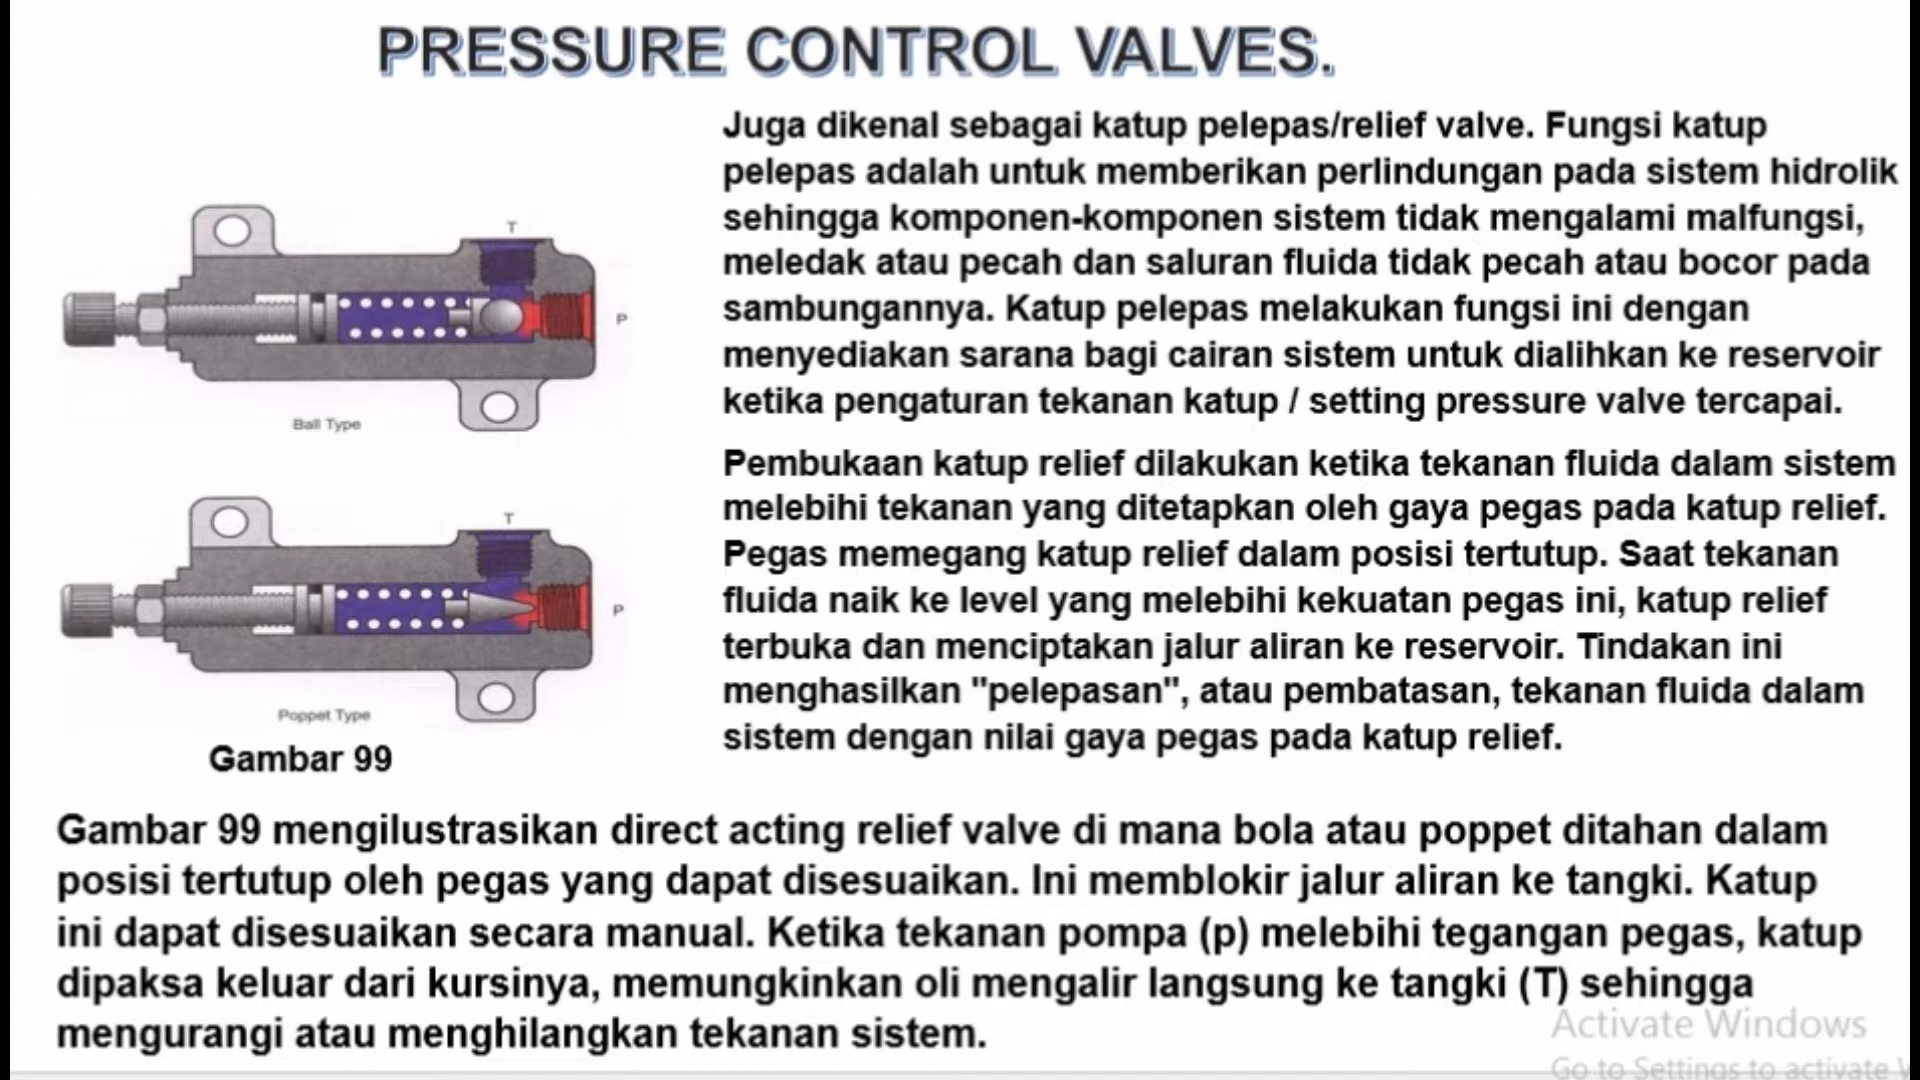 PRESSURE CONTROL VALVES.
Juga dikenal sebagai katup pelepas/relief valve. Fungsi katup
pelepas adalah untuk memberikan perlindungan pada sistem hidrolik
sehingga komponen-komponen sistem tidak mengalami malfungsi,
meledak atau pecah dan saluran fluida tidak pecah atau bocor pada
sambungannya. Katup pelepas melakukan fungsi ini dengan
menyediakan sarana bagi cairan sistem untuk dialihkan ke reservoir
ketika pengaturan tekanan katup / setting pressure valve tercapai.
Pembukaan katup relief dilakukan ketika tekanan fluida dalam sistem
melebihi tekanan yang ditetapkan oleh gaya pegas pada katup relief.
Pegas memegang katup relief dalam posisi tertutup. Saat tekanan
fluida naik ke level yang melebihi kekuatan pegas ini, katup relief
terbuka dan menciptakan jalur aliran ke reservoir. Tindakan ini
menghasilkan "pelepasan", atau pembatasan, tekanan fluida dalam
sistem dengan nilai gaya pegas pada katup relief.
T
P
Ball Type
T
P
Poppet Type
Gambar 99
Gambar 99 mengilustrasikan direct acting relief valve di mana bola atau poppet ditahan dalam
posisi tertutup oleh pegas yang dapat disesuaikan. Ini memblokir jalur aliran ke tangki. Katup
ini dapat disesuaikan secara manual. Ketika tekanan pompa (p) melebihi tegangan pegas, katup
dipaksa keluar dari kursinya, memungkinkan oli mengalir langsung ke tangki (T) sehingga
mengurangi atau menghilangkan tekanan sistem.
Activate Windows
Go to Settings to activate